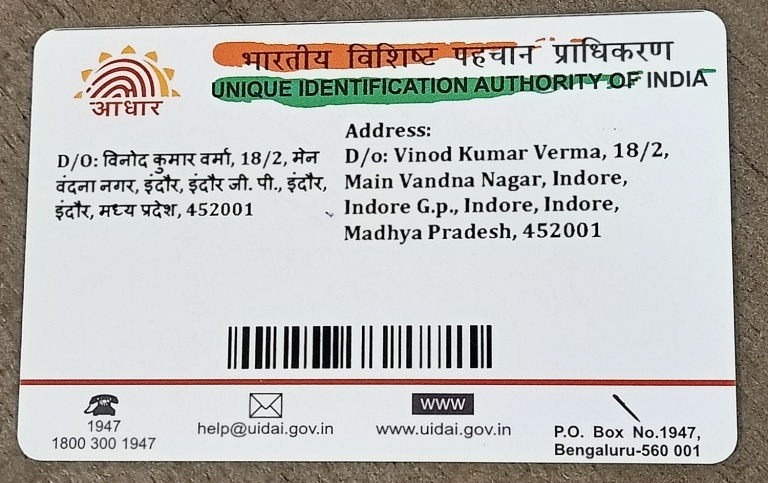 भारतीय विशिष्ट पहचान प्राधिकरण
UNIQUE IDENTIFICATION AUTHORITY OF INDIA
आधार
D/O: विनोद कुमार वर्मा, 18/2, मेन
वंदना नगर, इंदौर, इंदौर जी. पी., इंदौर,
इंदौर, मध्य प्रदेश, 452001
Address:
D/o: Vinod Kumar Verma, 18/2,
Main Vandna Nagar, Indore,
Indore G.p., Indore, Indore,
Madhya Pradesh, 452001
1947
1800 300 1947
help@uidai.gov.in
www
www.uidai.gov.in
P.O. Box No.1947,
Bengaluru-560 001